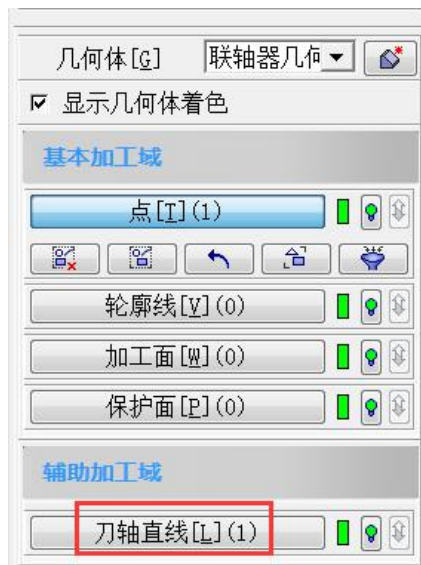 几何体[G] 联轴器几何
显示几何体着色
基本加工域
点[T](1)
轮廓线[V](0)
加工面[W](0)
保护面[P](0)
辅助加工域
刀轴直线[L](1)